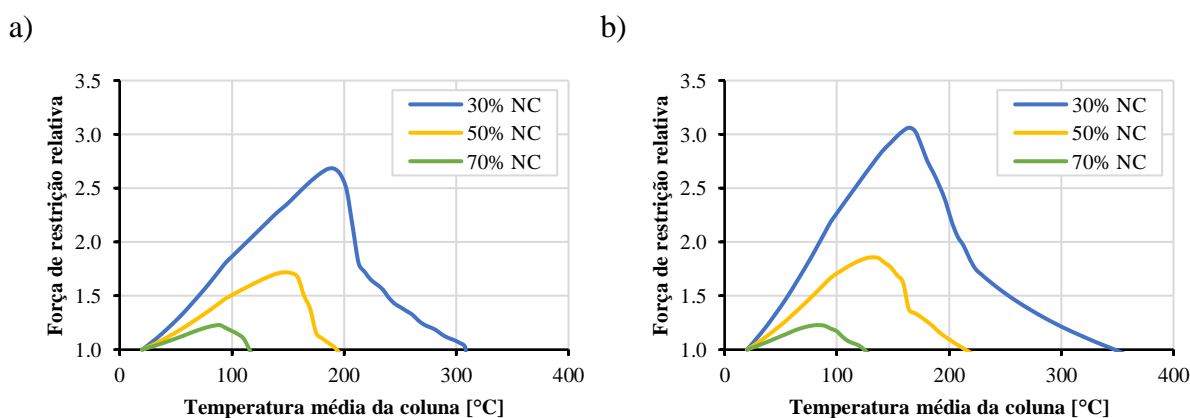 a)
3.5
3.0
2.5
2.0
1.5
1.0
Força de restrição relativa
30% NC
50% NC
70% NC
0
100
200
300
400
Temperatura média da coluna [°C]
b)
3.5
3.0
2.5
2.0
1.5
1.0
Força de restrição relativa
30% NC
50% NC
70% NC
0
100
200
300
400
Temperatura média da coluna [°C]